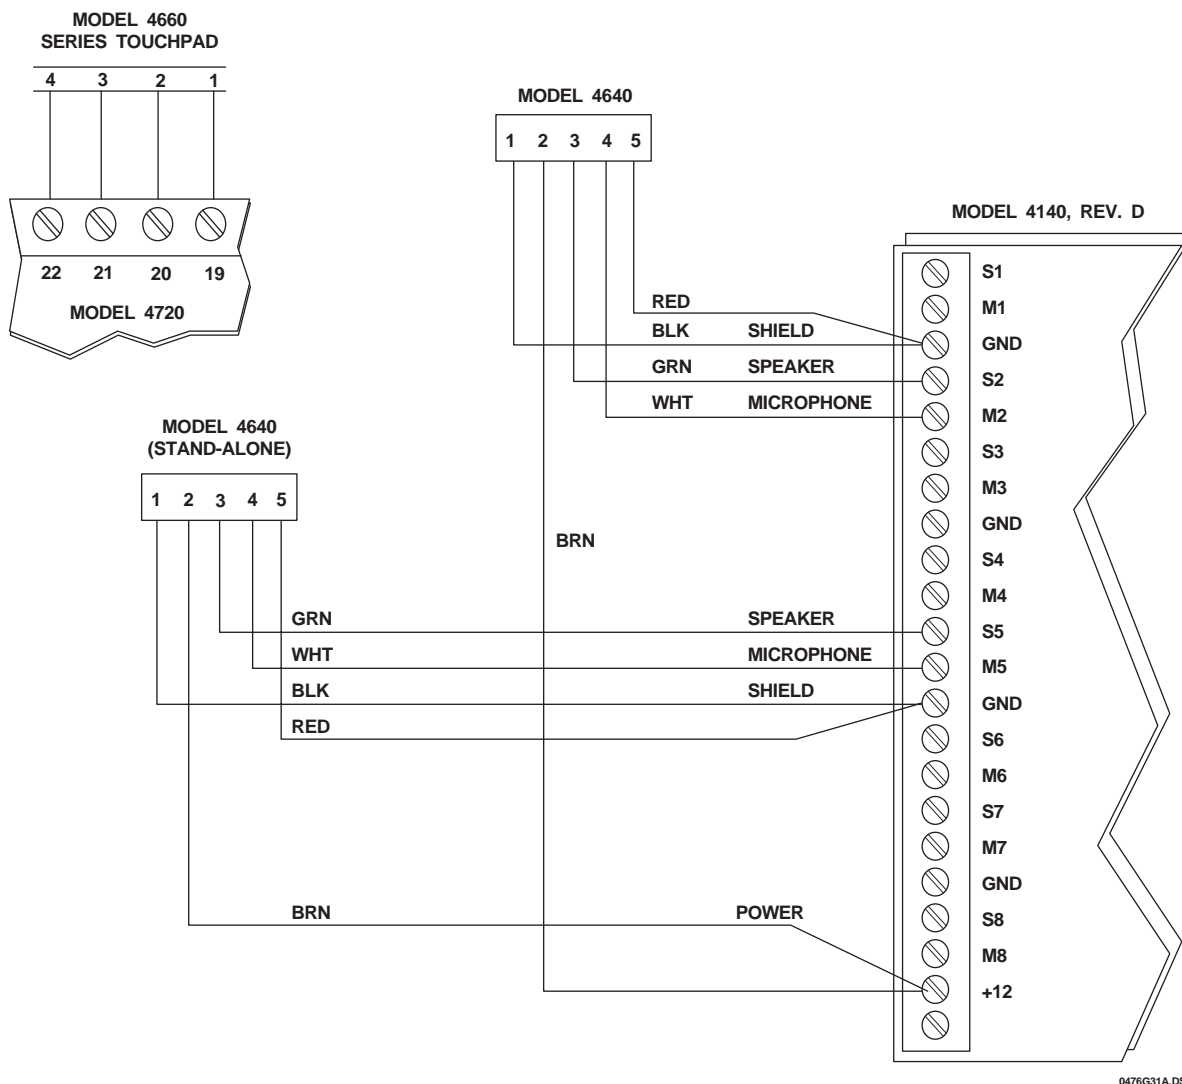 MODEL 4660
SERIES TOUCHPAD
4 3 2 1
22 21 20 19
MODEL 4720
MODEL 4640
1 2 3 4 5
MODEL 4140, REV. D
S1
M1
GND
S2
M2
S3
M3
GND
S4
M4
S5
M5
GND
S6
M6
S7
M7
GND
S8
M8
+12
RED
BLK SHIELD
GRN SPEAKER
WHT MICROPHONE
BRN
MODEL 4640
(STAND-ALONE)
1 2 3 4 5
GRN SPEAKER
WHT MICROPHONE
BLK SHIELD
RED
BRN POWER